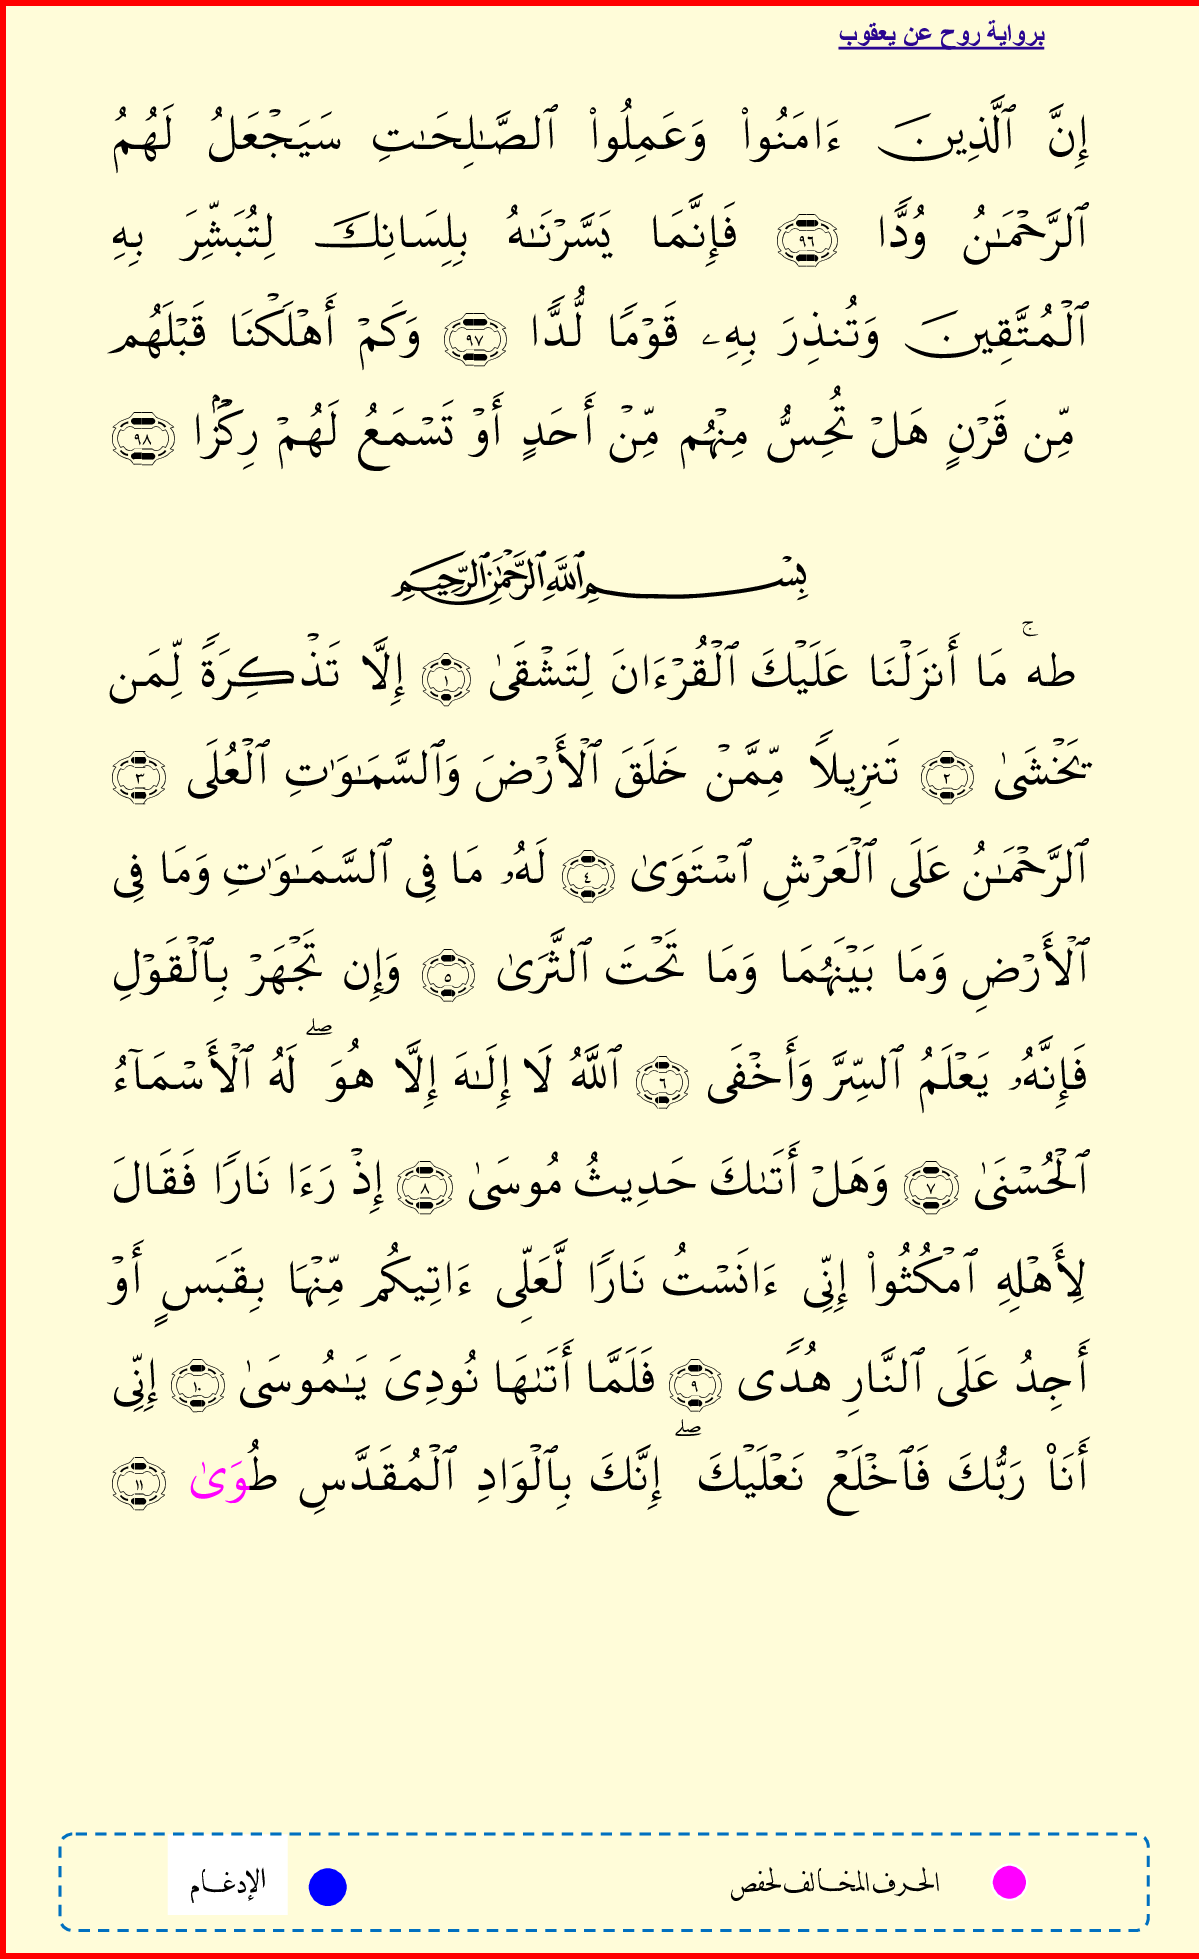 برواية روح عن يعقوب
إِنَّ ٱلَّذِينَ ءَامَنُوا۟ وَعَمِلُوا۟ ٱلصَّـٰلِحَـٰتِ سَيَجْعَلُ لَهُمُ
ٱلرَّحْمَـٰنُ وُدًّا ٩٦ فَإِنَّمَا يَسَّرْنَـٰهُ بِلِسَانِكَ لِتُبَشِّرَ بِهِ
ٱلْمُتَّقِينَ وَتُنذِرَ بِهِۦ قَوْمًا لُّدًّا ٩٧ وَكَمْ أَهْلَكْنَا قَبْلَهُم
مِّن قَرْنٍ هَلْ تُحِسُّ مِنْهُم مِّنْ أَحَدٍ أَوْ تَسْمَعُ لَهُمْ رِكْزًۢا ٩٨
بِسْمِ ٱللَّهِ ٱلرَّحْمَـٰنِ ٱلرَّحِيمِ
طه ۚ مَا أَنزَلْنَا عَلَيْكَ ٱلْقُرْءَانَ لِتَشْقَىٰ ١ إِلَّا تَذْكِرَةً لِّمَن
يَخْشَىٰ ٢ تَنزِيلًا مِّمَّنْ خَلَقَ ٱلْأَرْضَ وَٱلسَّمَـٰوَٰتِ ٱلْعُلَى ٣
ٱلرَّحْمَـٰنُ عَلَى ٱلْعَرْشِ ٱسْتَوَىٰ ٤ لَهُۥ مَا فِى ٱلسَّمَـٰوَٰتِ وَمَا فِى
ٱلْأَرْضِ وَمَا بَيْنَهُمَا وَمَا تَحْتَ ٱلثَّرَىٰ ٥ وَإِن تَجْهَرْ بِٱلْقَوْلِ
فَإِنَّهُۥ يَعْلَمُ ٱلسِّرَّ وَأَخْفَى ٦ ٱللَّهُ لَا إِلَـٰهَ إِلَّا هُوَ ۖ لَهُ ٱلْأَسْمَآءُ
ٱلْحُسْنَىٰ ٧ وَهَلْ أَتَىٰكَ حَدِيثُ مُوسَىٰ ٨ إِذْ رَءَا نَارًا فَقَالَ
لِأَهْلِهِ ٱمْكُثُوا۟ إِنِّى ءَانَسْتُ نَارًا لَّعَلِّى ءَاتِيكُم مِّنْهَا بِقَبَسٍ أَوْ
أَجِدُ عَلَى ٱلنَّارِ هُدًى ٩ فَلَمَّا أَتَىٰهَا نُودِىَ يَـٰمُوسَىٰ ١٠ إِنِّى
أَنَا۠ رَبُّكَ فَٱخْلَعْ نَعْلَيْكَ ۖ إِنَّكَ بِٱلْوَادِ ٱلْمُقَدَّسِ طُوَىٰ ١١
الحرف المخالف لحفص
الإدغام